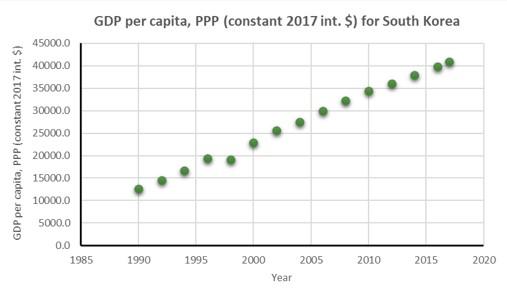 GDP per capita, PPP (constant 2017 int. $) for South Korea
GDP per capita, PPP (constant 2017 int. $)
45000.0
40000.0
35000.0
30000.0
25000.0
20000.0
15000.0
10000.0
5000.0
0.0
1985 1990 1995 2000 2005 2010 2015 2020
Year